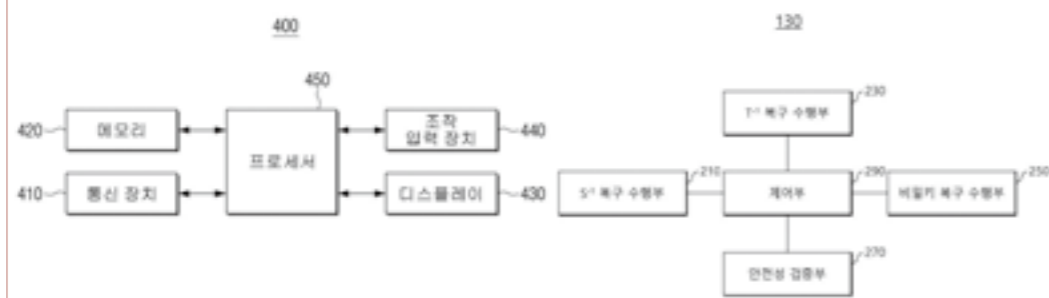 400
130
450
420
메모리
프로세서
조작
입력 장치
440
410
통신 장치
디스플레이
430
230
T⁻¹ 복구 수행부
210
S⁻¹ 복구 수행부
290
제어부
250
비밀키 복구 수행부
270
안전성 검증부